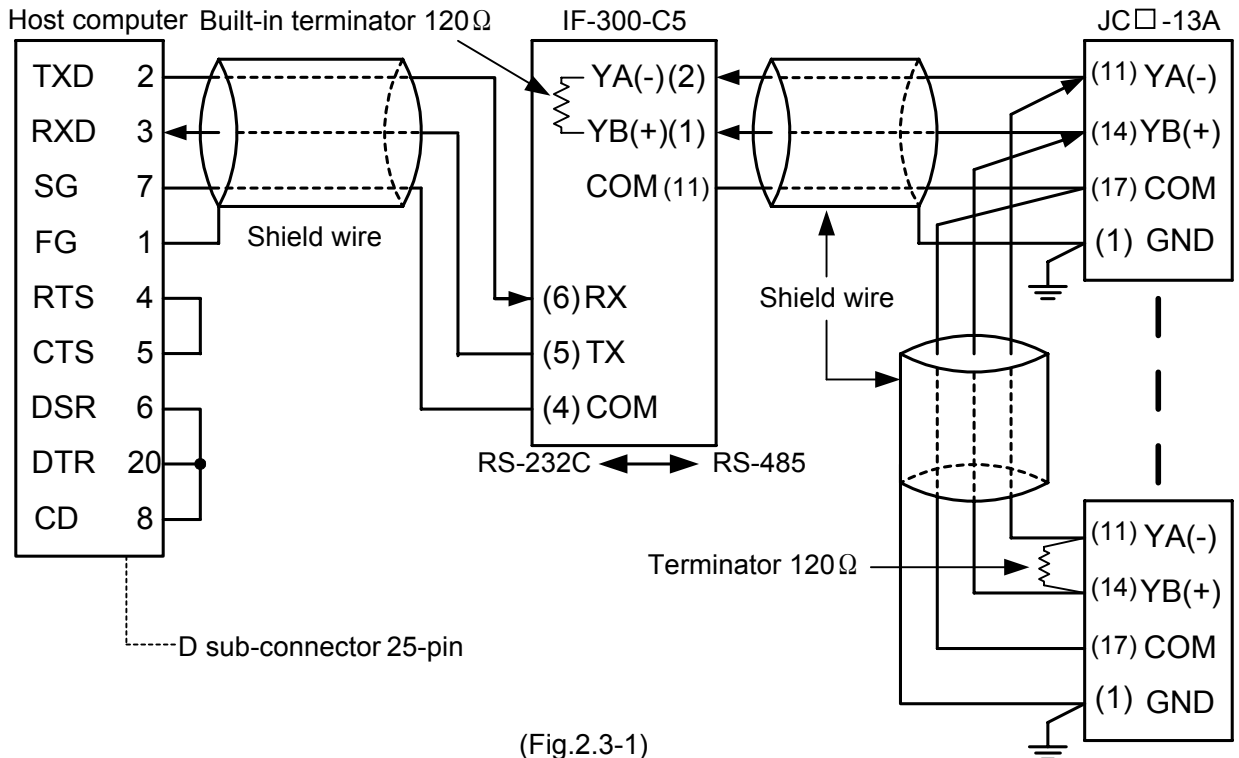 Host computer
Built-in terminator 120Ω
IF-300-C5
JC□-13A
TXD 2
RXD 3
SG 7
FG 1
RTS 4
CTS 5
DSR 6
DTR 20
CD 8
Shield wire
YA(-)(2)
YB(+)(1)
COM (11)
(6) RX
(5) TX
(4) COM
RS-232C
RS-485
Shield wire
(11) YA(-)
(14) YB(+)
(17) COM
(1) GND
Terminator 120Ω
(11) YA(-)
(14) YB(+)
(17) COM
(1) GND
D sub-connector 25-pin
(Fig.2.3-1)